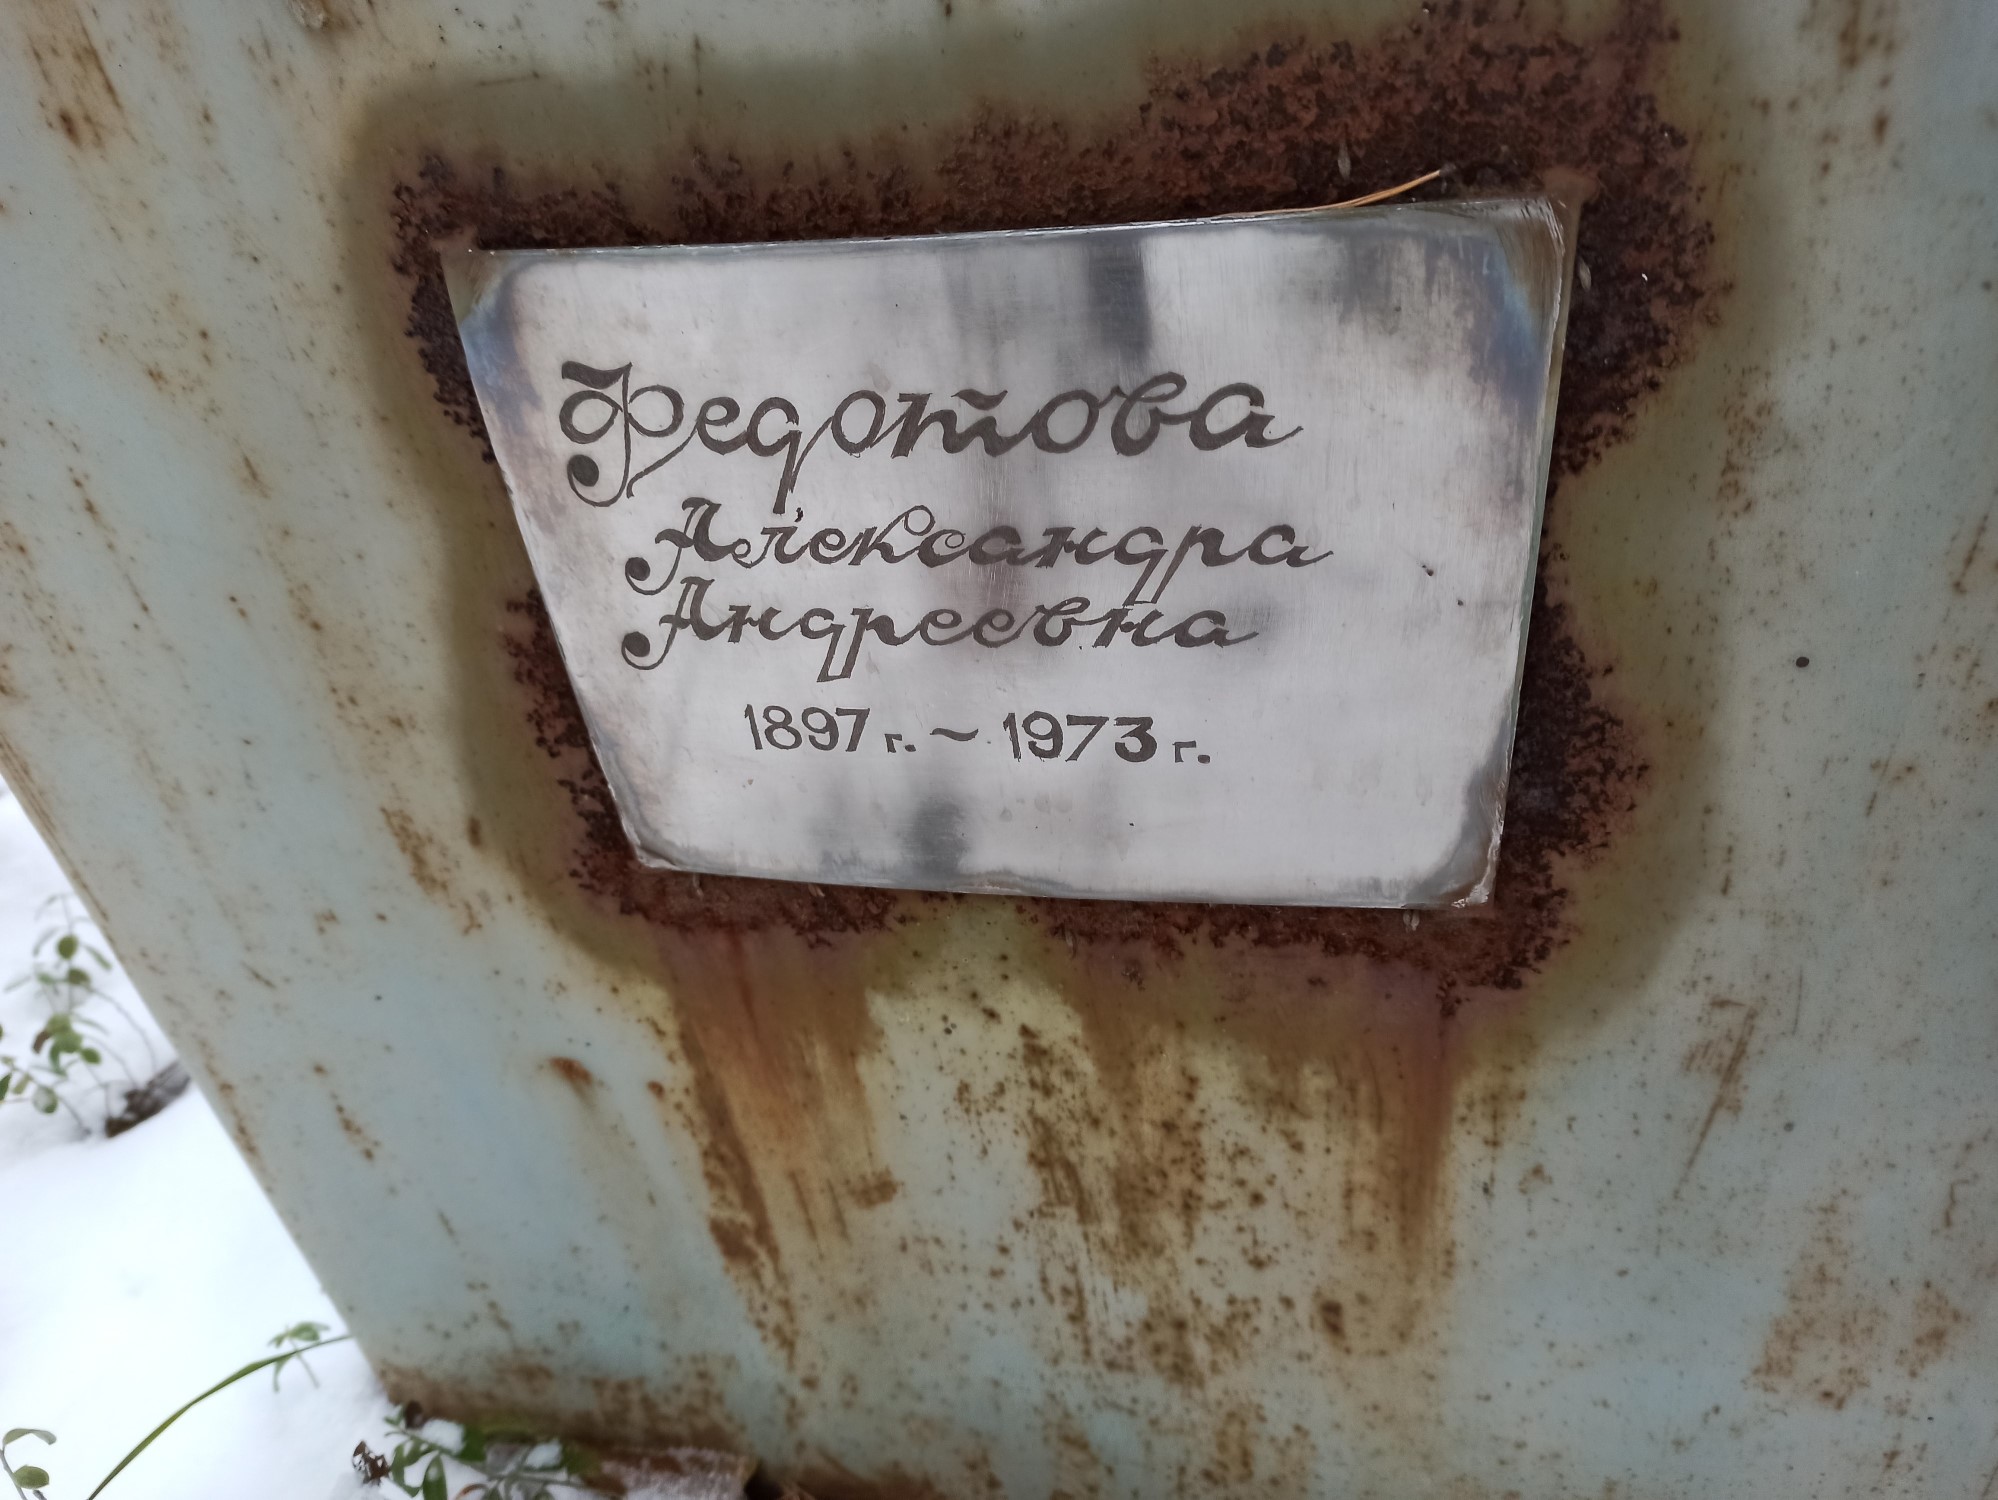 Федотова
Александра
Андреевна
1897 г. ~ 1973 г.